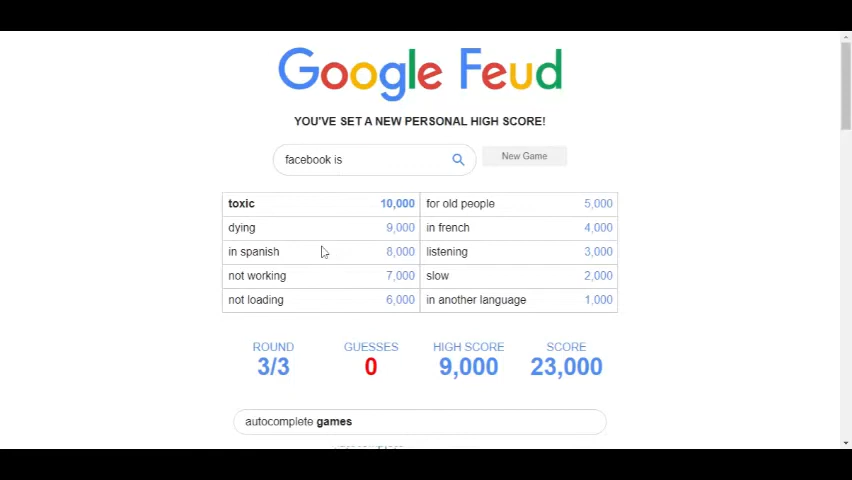 Google Feud
YOU'VE SET A NEW PERSONAL HIGH SCORE!
facebook is
New Game
toxic 10,000 for old people 5,000
dying 9,000 in french 4,000
in spanish 8,000 listening 3,000
not working 7,000 slow 2,000
not loading 6,000 in another language 1,000
ROUND GUESSES HIGH SCORE SCORE
3/3 0 9,000 23,000
autocomplete games